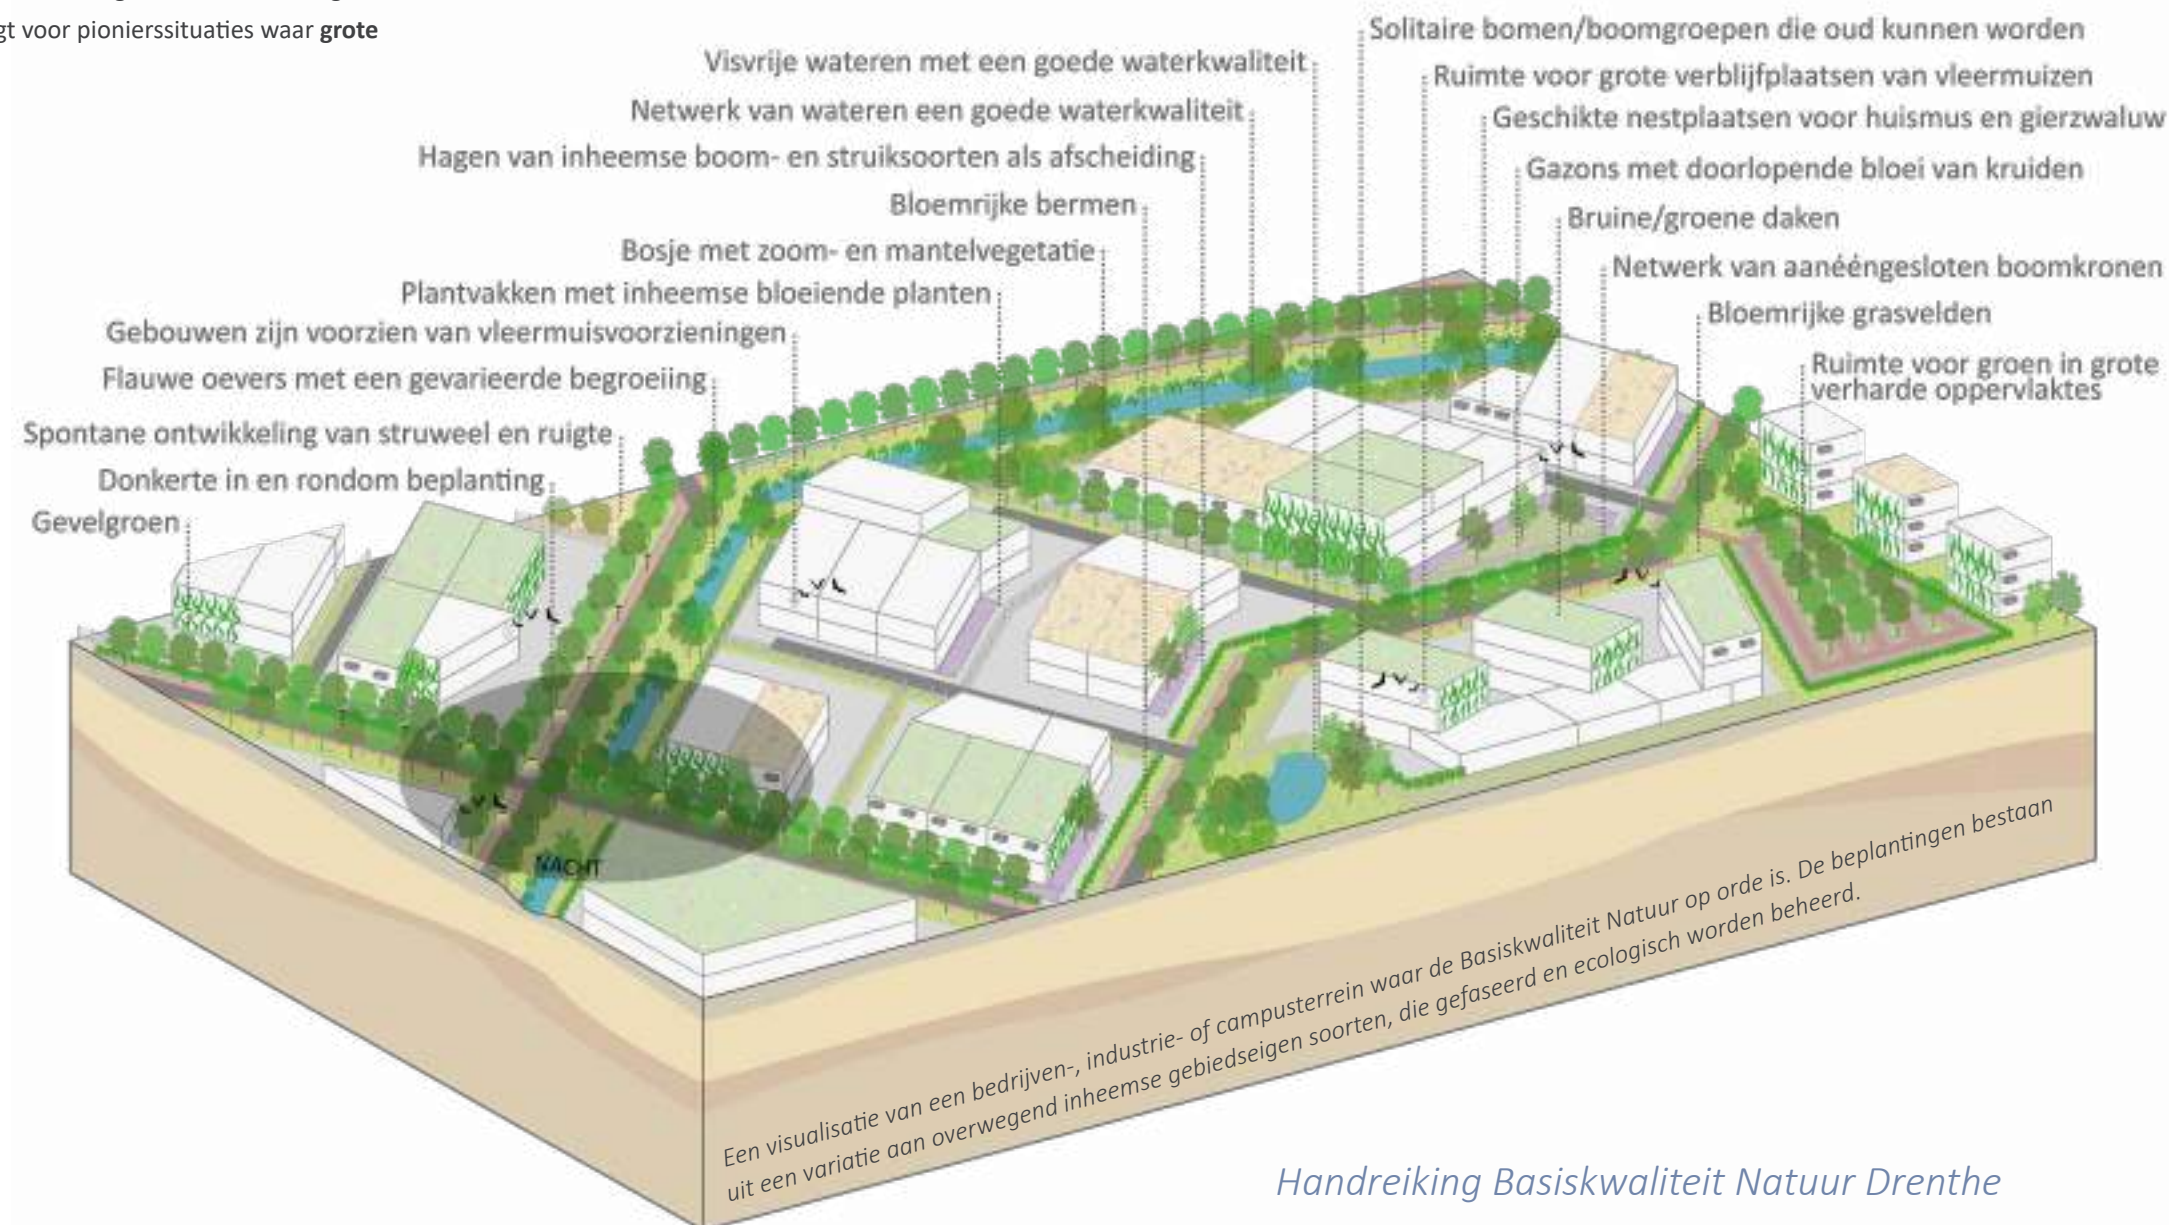 gt voor pionierssituaties waar grote
Solitaire bomen/boomgroepen die oud kunnen worden
Visvrije wateren met een goede waterkwaliteit
Ruimte voor grote verblijfplaatsen van vleermuizen
Netwerk van wateren een goede waterkwaliteit
Geschikte nestplaatsen voor huismus en gierzwaluw
Hagen van inheemse boom- en struiksoorten als afscheiding
Gazons met doorlopende bloei van kruiden
Bloemrijke bermen
Bruine/groene daken
Bosje met zoom- en mantelvegetatie
Netwerk van aanééngesloten boomkronen
Plantvakken met inheemse bloeiende planten
Bloemrijke grasvelden
Gebouwen zijn voorzien van vleermuisvoorzieningen
Ruimte voor groen in grote
verharde oppervlaktes
Flauwe oevers met een gevarieerde begroeiing
Spontane ontwikkeling van struweel en ruigte
Donkerte in en rondom beplanting
Gevelgroen
NACHT
Een visualisatie van een bedrijven-, industrie- of campusterrein waar de Basiskwaliteit Natuur op orde is. De beplantingen bestaan
uit een variatie aan overwegend inheemse gebiedseigen soorten, die gefaseerd en ecologisch worden beheerd.
Handreiking Basiskwaliteit Natuur Drenthe